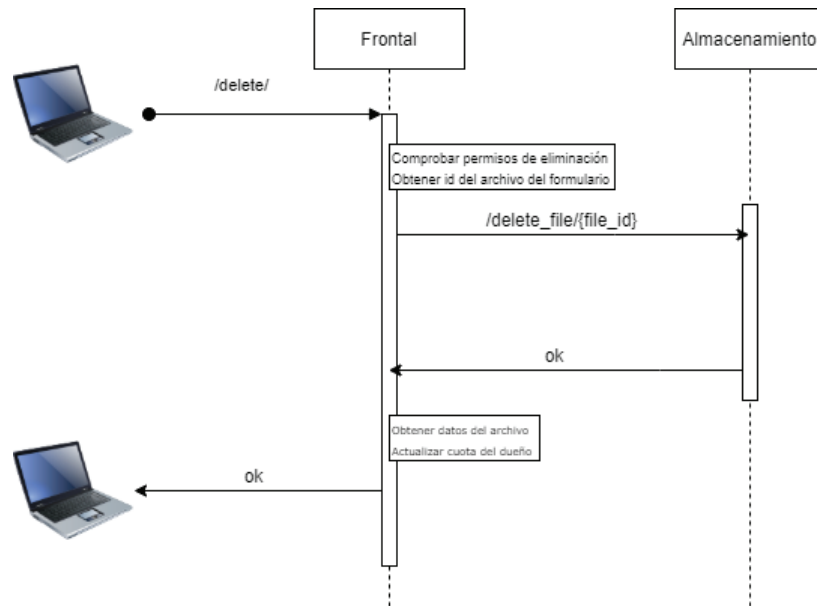 Frontal
Almacenamiento
/delete/
Comprobar permisos de eliminación
Obtener id del archivo del formulario
/delete_file/{file_id}
ok
Obtener datos del archivo
Actualizar cuota del dueño
ok